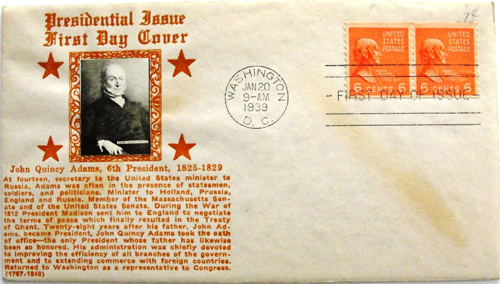 Presidential Issue
First Day Cover
7¢
UNITED
STATES
POSTAGE
UNITED
STATES
POSTAGE
6 CENTS 6
6 CENTS 6
WASHINGTON
JAN 20
9-AM
1939
D. C.
FIRST DAY OF ISSUE
John Quincy Adams, 6th President, 1825-1829
At fourteen, secretary to the United States minister to
Russia, Adams was often in the presence of statesmen,
soldiers, and politicians. Minister to Holland, Prussia,
England and Russia. Member of the Massachusetts Sen-
ate and of the United States Senate. During the War of
1812 President Madison sent him to England to negotiate
the terms of peace which finally resulted in the Treaty
of Ghent. Twenty-eight years after his father, John Ad-
ams, became President, John Quincy Adams took the oath
of office—the only President whose father has likewise
been so honored. His administration was chiefly devoted
to improving the efficiency of all branches of the govern-
ment and to extending commerce with foreign countries.
Returned to Washington as a representative to Congress.
(1767-1848)